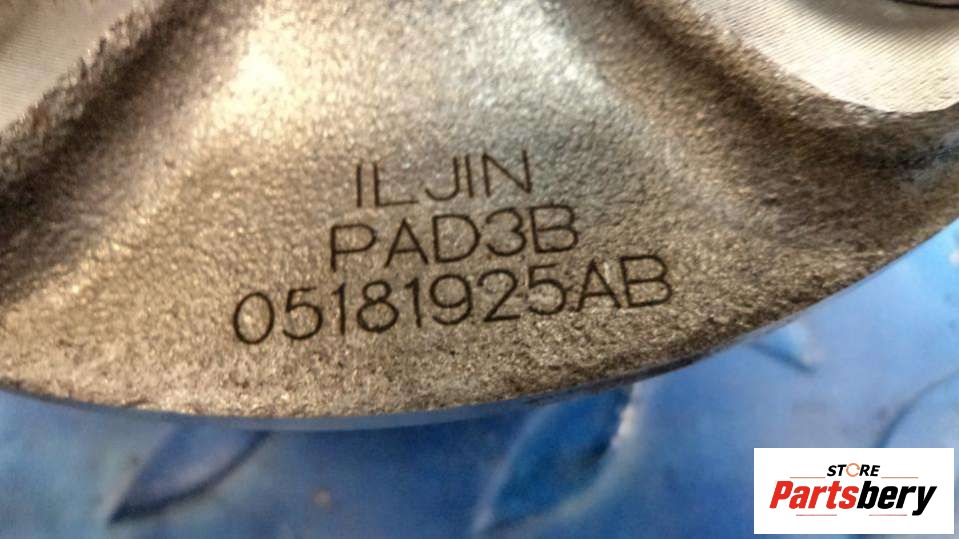 ILJIN
PAD3B
05181925AB
STORE
Partsbery